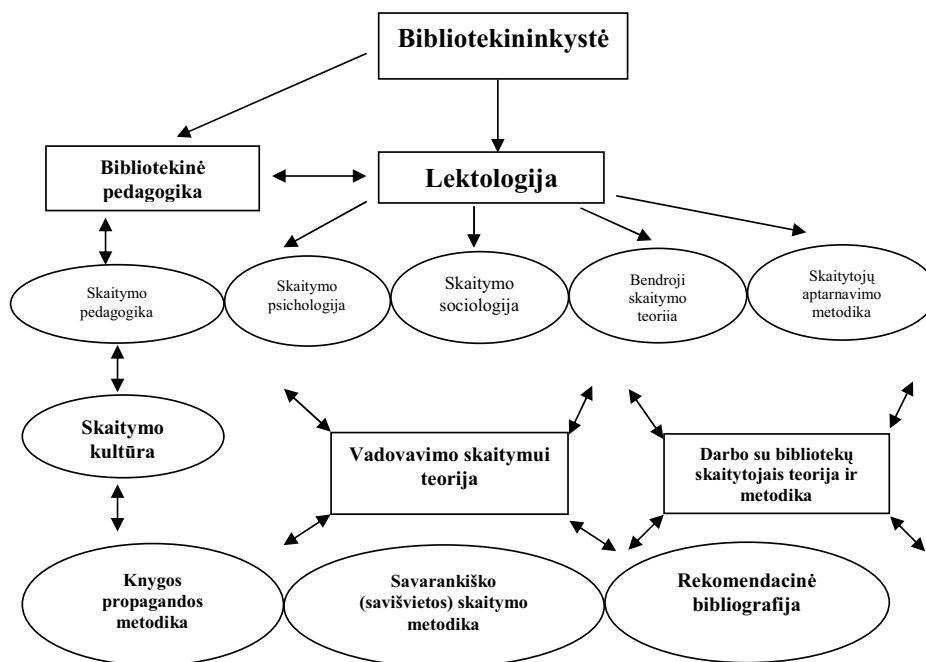 Bibliotekininkystė
Bibliotekinė
pedagogika
Lektologija
Skaitymo
pedagogika
Skaitymo
psichologija
Skaitymo
sociologija
Bendroji
skaitymo
teoriia
Skaitytojų
aptarnavimo
metodika
Skaitymo
kultūra
Vadovavimo skaitymui
teorija
Darbo su bibliotekų
skaitytojais teorija ir
metodika
Knygos
propagandos
metodika
Savarankiško
(savišvietos) skaitymo
metodika
Rekomendacinė
bibliografija